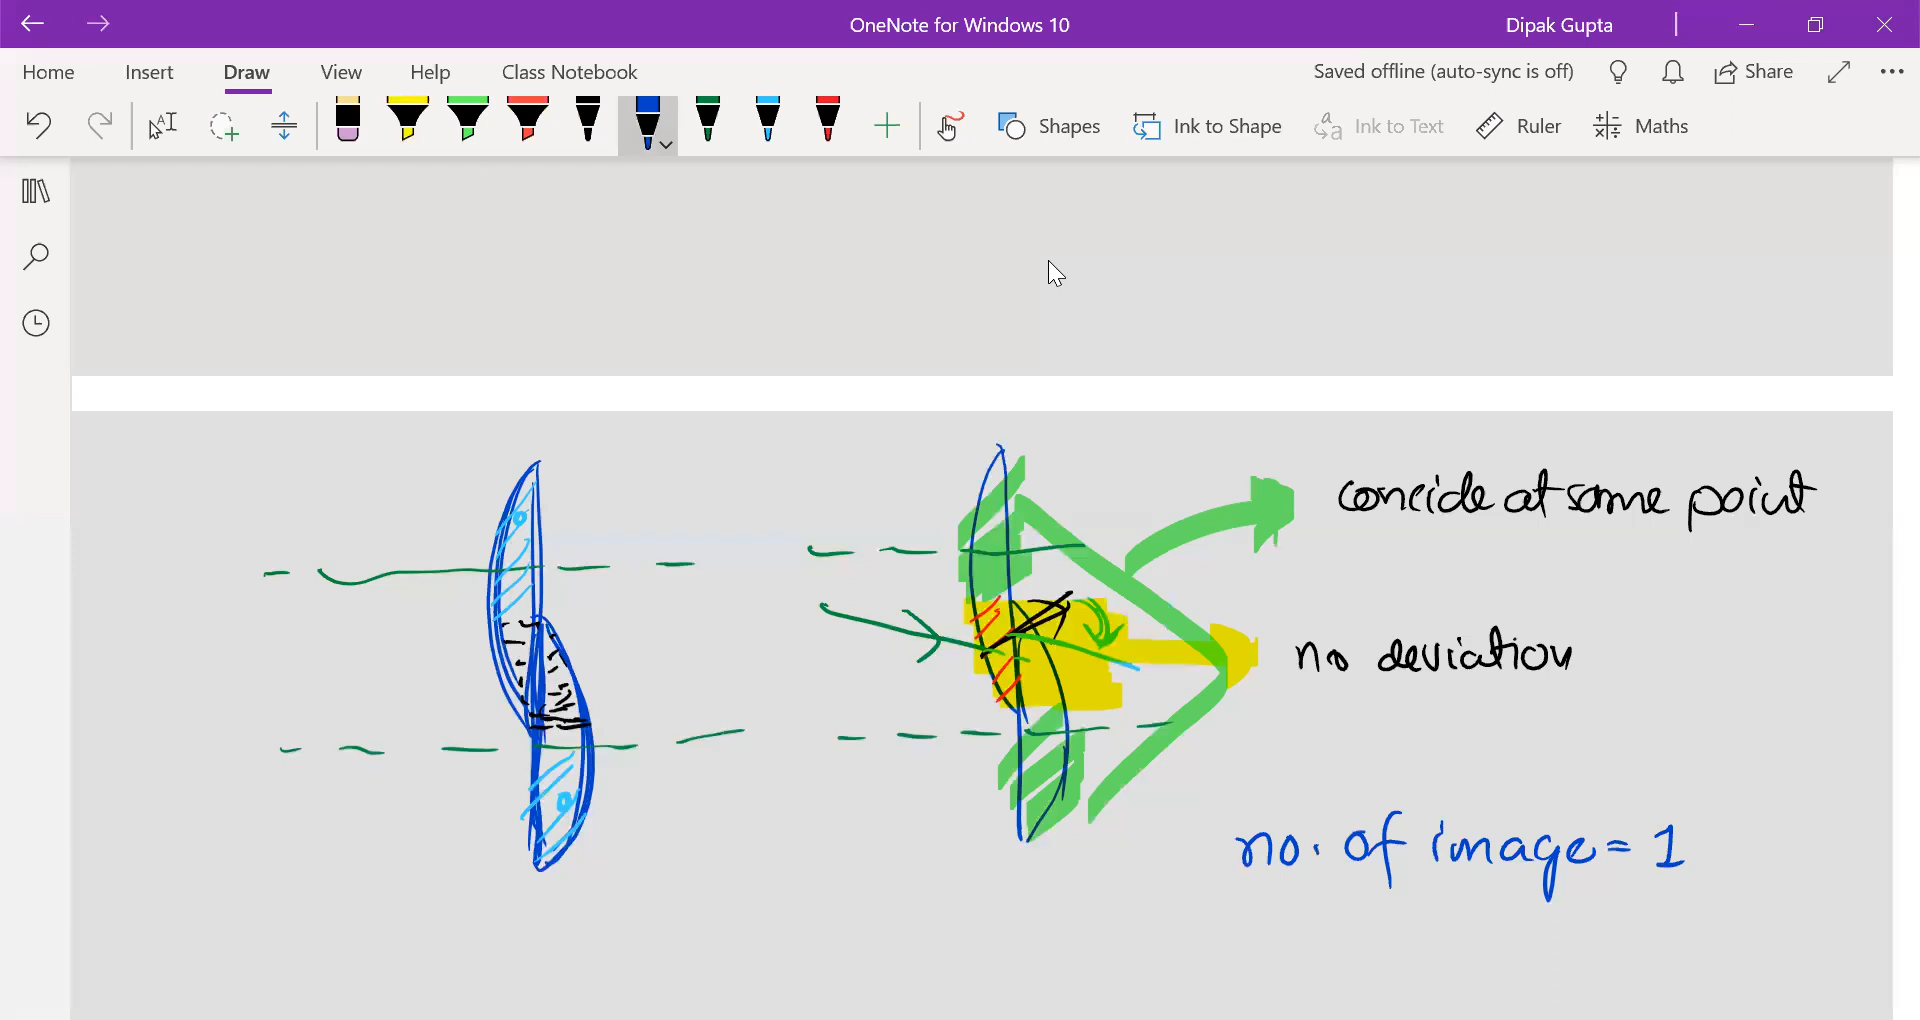 OneNote for Windows 10
Dipak Gupta
Home Insert Draw View Help Class Notebook
Saved offline (auto-sync is off) Share
Shapes Ink to Shape Ink to Text Ruler Maths
concide at same point
no deviation
no. of image = 1